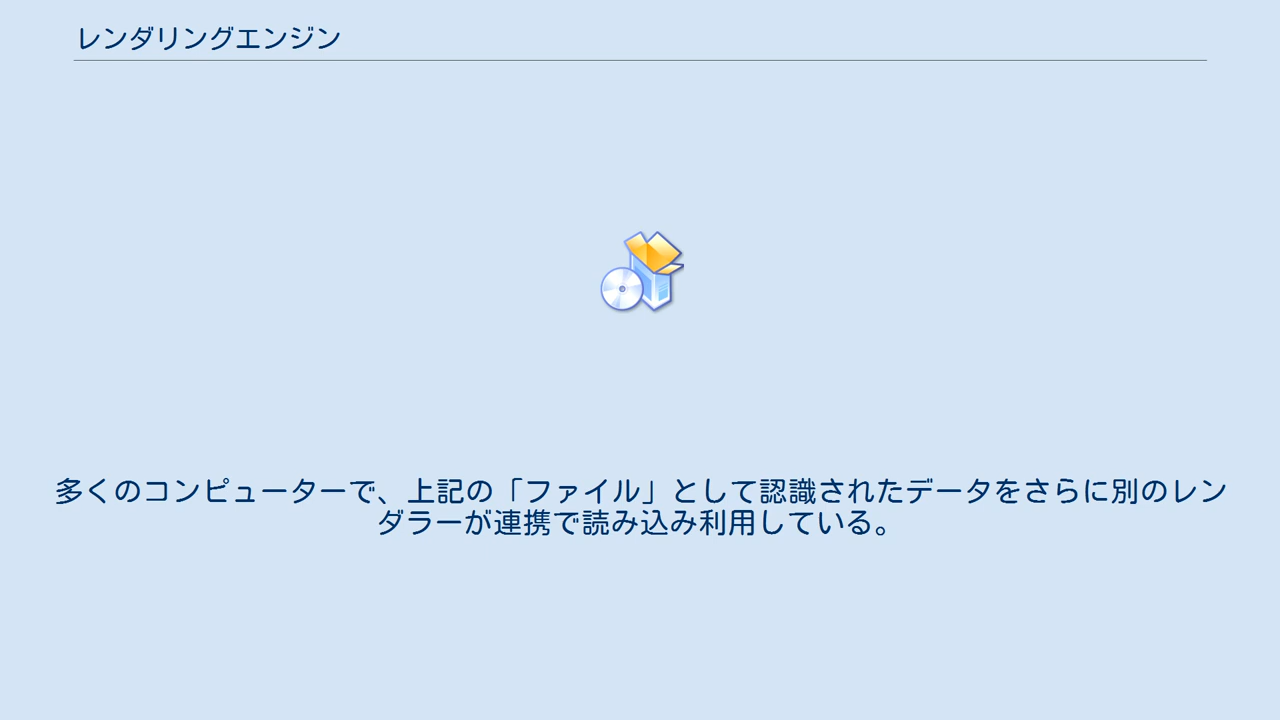 レンダリングエンジン
多くのコンピューターで、上記の「ファイル」として認識されたデータをさらに別のレン
ダラーが連携で読み込み利用している。